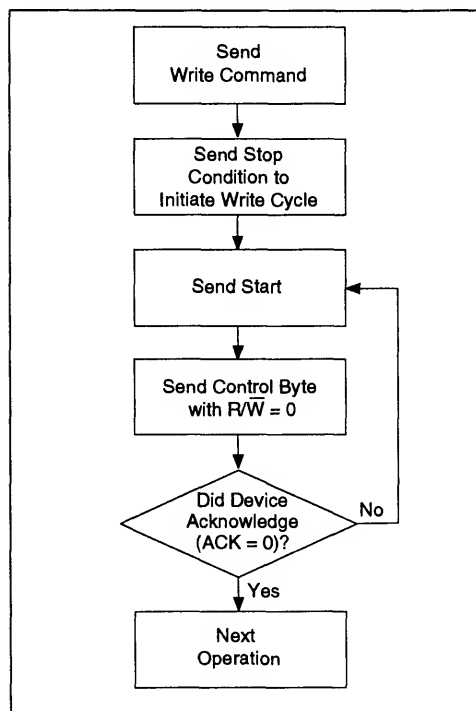 Send
Write Command
Send Stop
Condition to
Initiate Write Cycle
Send Start
Send Control Byte
with R/W̅ = 0
Did Device
Acknowledge
(ACK = 0)?
No
Yes
Next
Operation